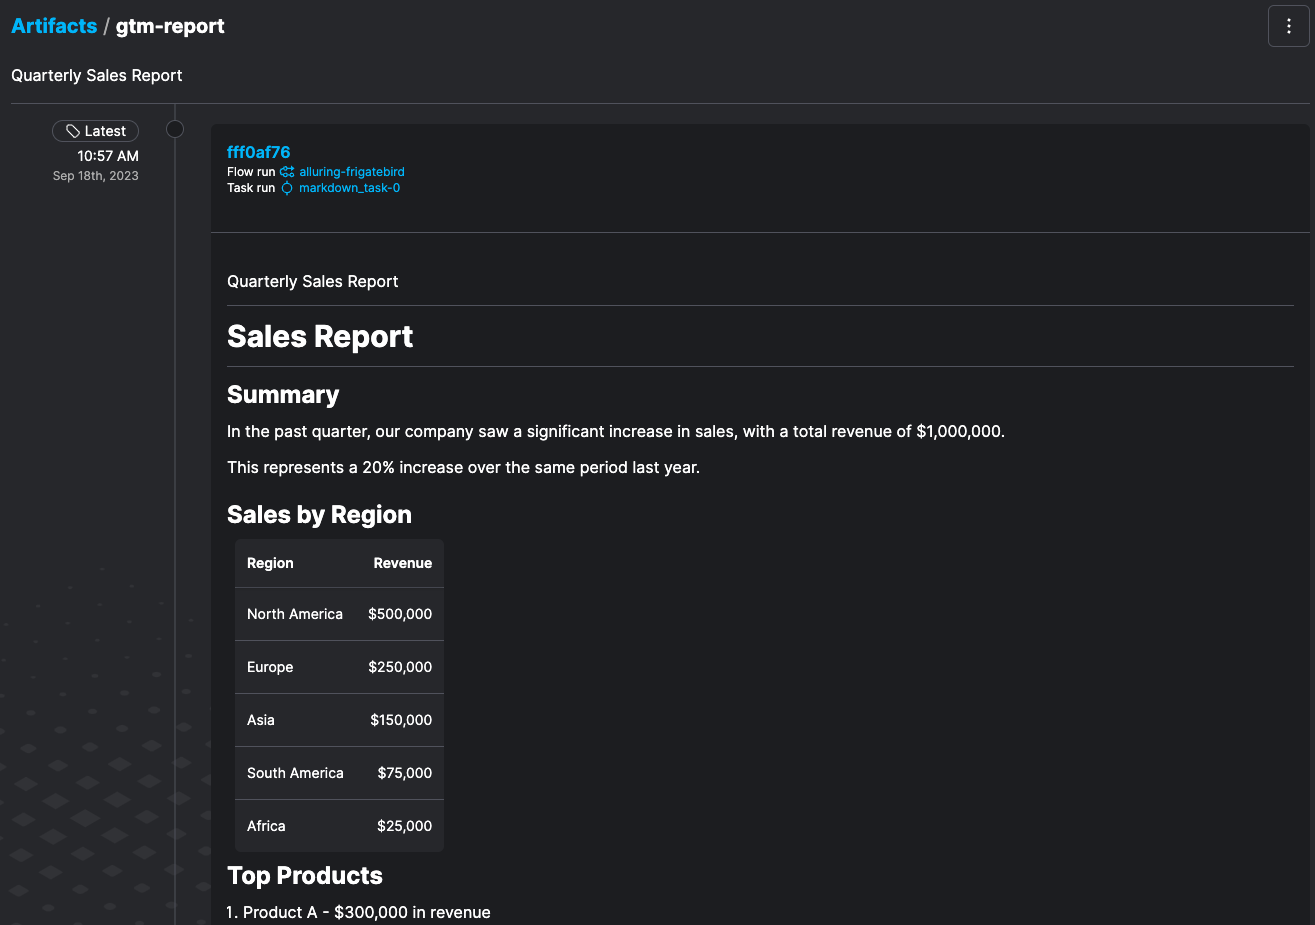 Artifacts / gtm-report
Quarterly Sales Report
Latest
10:57 AM
Sep 18th, 2023
fff0af76
Flow run alluring-frigatebird
Task run markdown_task-0
Quarterly Sales Report
Sales Report
Summary
In the past quarter, our company saw a significant increase in sales, with a total revenue of $1,000,000.
This represents a 20% increase over the same period last year.
Sales by Region
Region Revenue
North America $500,000
Europe $250,000
Asia $150,000
South America $75,000
Africa $25,000
Top Products
1. Product A - $300,000 in revenue